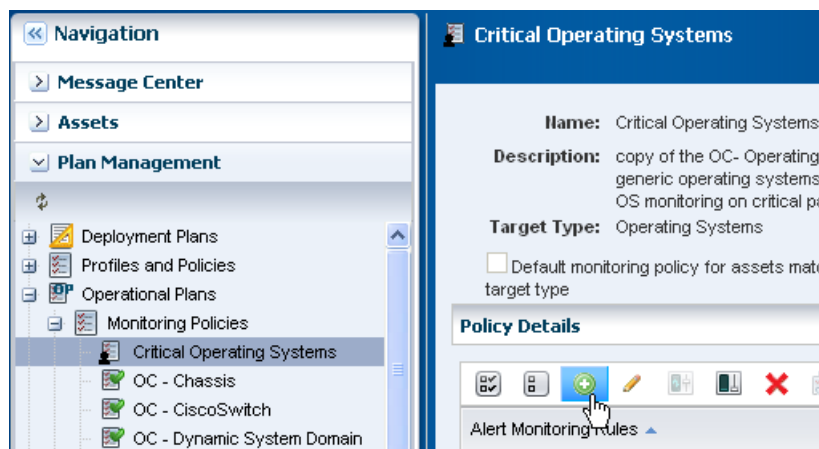 Navigation
Message Center
Assets
Plan Management
Deployment Plans
Profiles and Policies
Operational Plans
Monitoring Policies
Critical Operating Systems
OC - Chassis
OC - CiscoSwitch
OC - Dynamic System Domain
Critical Operating Systems
Name: Critical Operating Systems
Description: copy of the OC- Operating
generic operating systems
OS monitoring on critical
Target Type: Operating Systems
Default monitoring policy for assets
target type
Policy Details
Alert Monitoring Rules